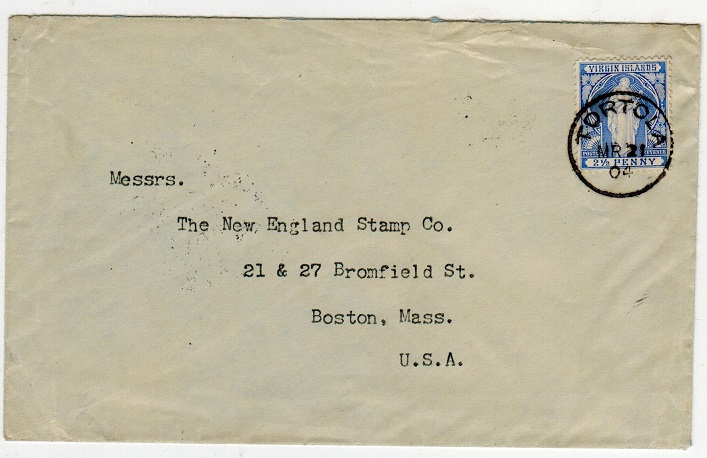 VIRGIN ISLANDS
TORTOLA
MR 21
04
2½ PENNY
Messrs.
The New England Stamp Co.
21 & 27 Bromfield St.
Boston, Mass.
U.S.A.